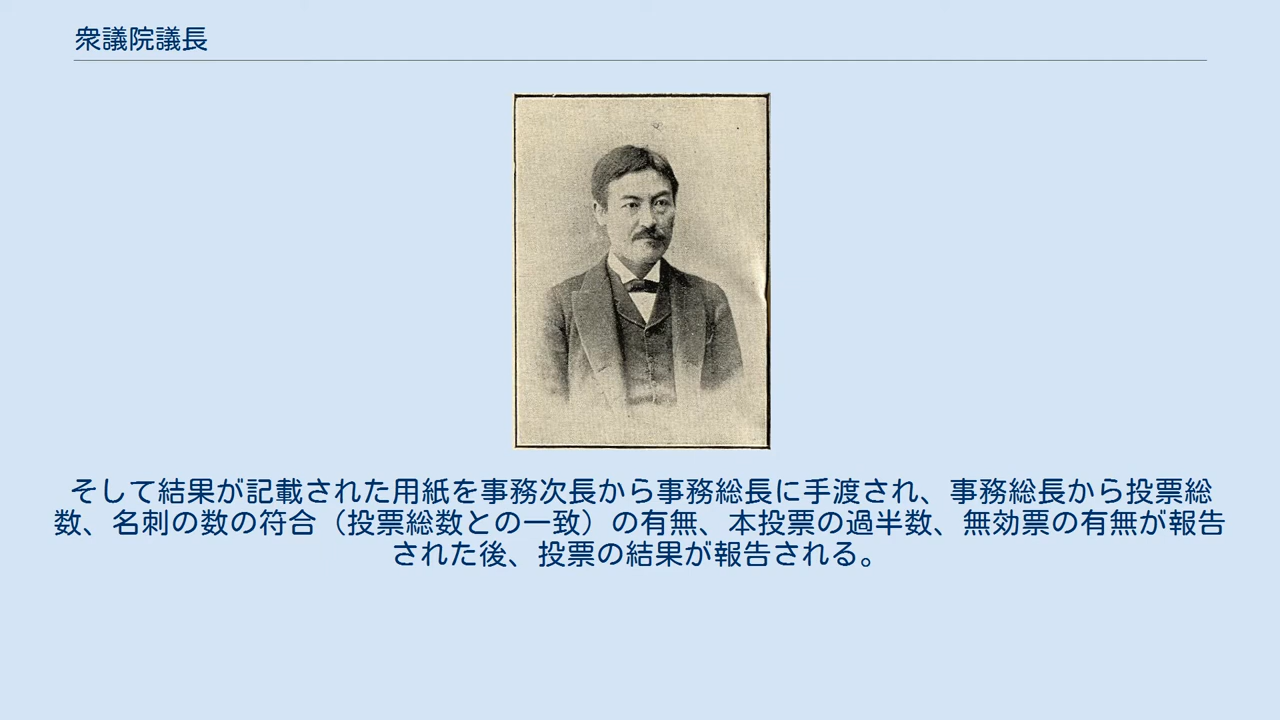 衆議院議長
そして結果が記載された用紙を事務次長から事務総長に手渡され、事務総長から投票総
数、名刺の数の符合（投票総数との一致）の有無、本投票の過半数、無効票の有無が報告
された後、投票の結果が報告される。